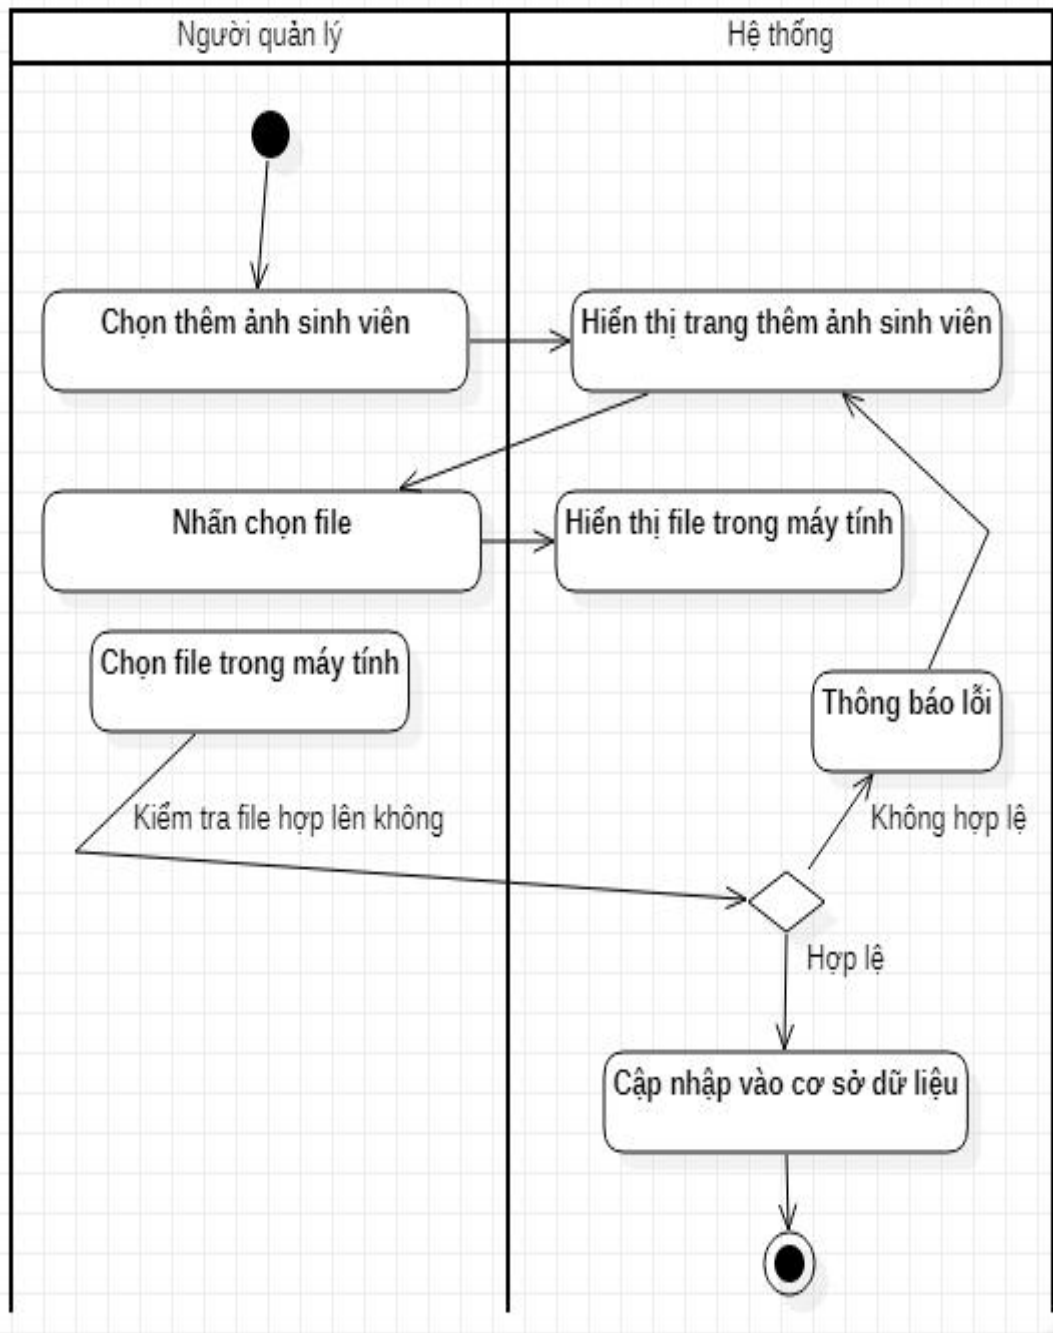 Người quản lý
Hệ thống
Chọn thêm ảnh sinh viên
Hiển thị trang thêm ảnh sinh viên
Nhấn chọn file
Hiển thị file trong máy tính
Chọn file trong máy tính
Thông báo lỗi
Kiểm tra file hợp lên không
Không hợp lệ
Hợp lệ
Cập nhập vào cơ sở dữ liệu